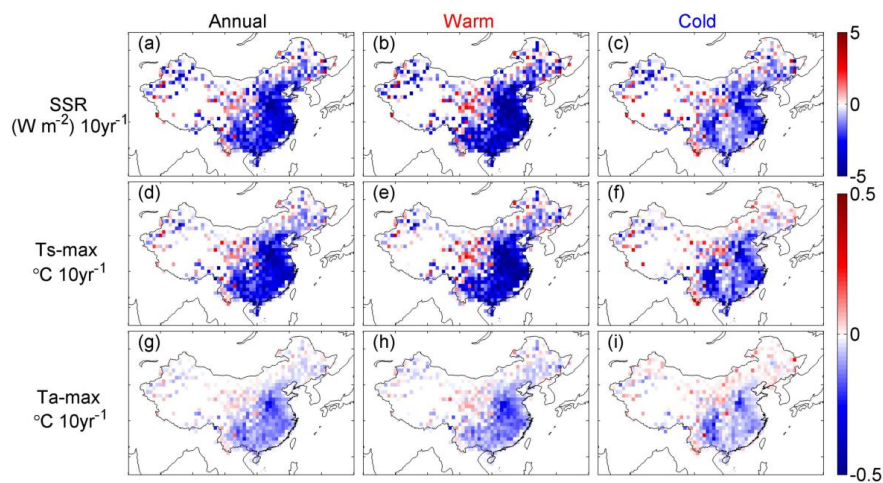 Annual Warm Cold
(a) (b) (c) 5
SSR
(W m-2) 10yr-1
0
-5
(d) (e) (f) 0.5
Ts-max
°C 10yr-1
(g) (h) (i) 0
Ta-max
°C 10yr-1
-0.5